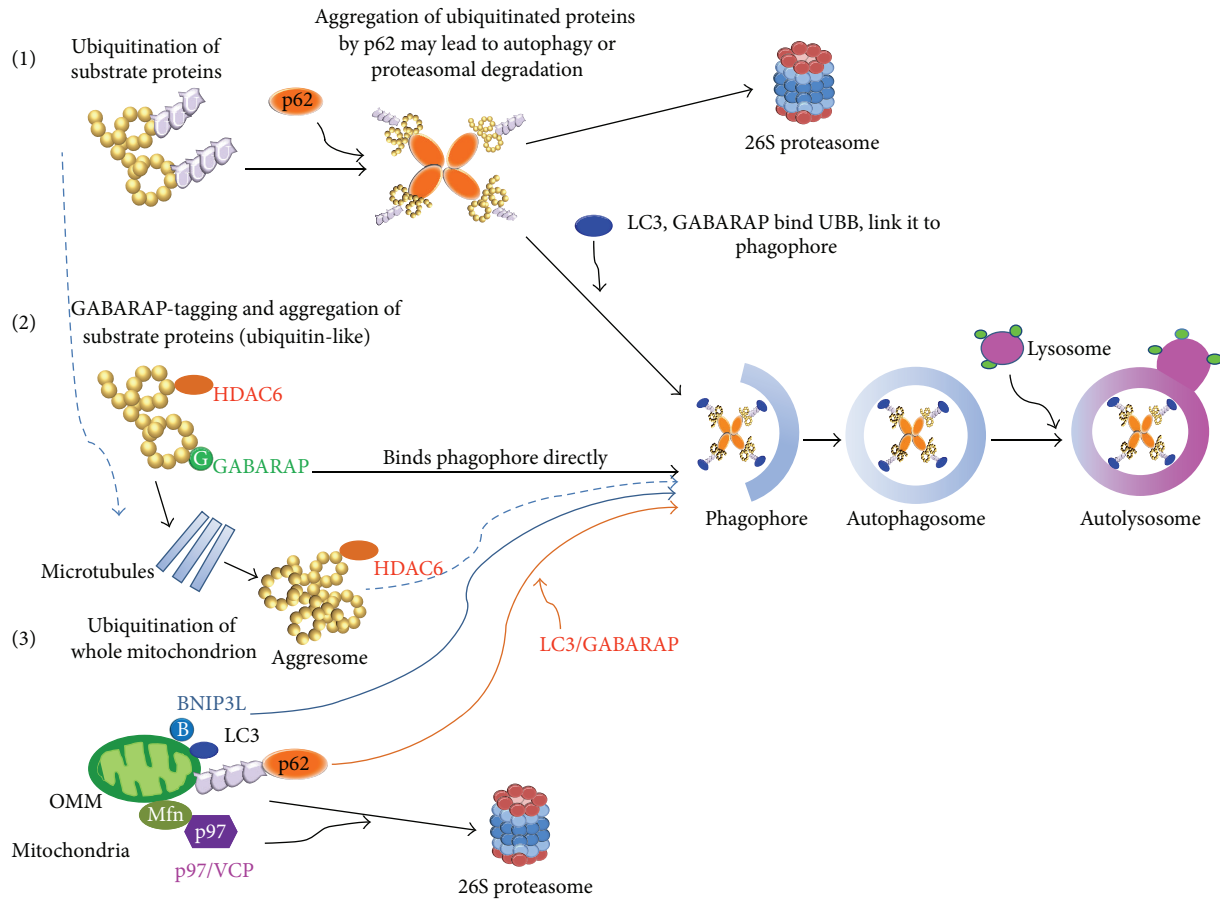 (1)
Ubiquitination of
substrate proteins
p62
Aggregation of ubiquitinated proteins
by p62 may lead to autophagy or
proteasomal degradation
26S proteasome
LC3, GABARAP bind UBB, link it to
phagophore
(2)
GABARAP-tagging and aggregation of
substrate proteins (ubiquitin-like)
HDAC6
G
GABARAP
Binds phagophore directly
Lysosome
Phagophore
Autophagosome
Autolysosome
Microtubules
HDAC6
Aggresome
LC3/GABARAP
(3)
Ubiquitination of
whole mitochondrion
BNIP3L
B
LC3
p62
OMM
Mfn
p97
Mitochondria
p97/VCP
26S proteasome